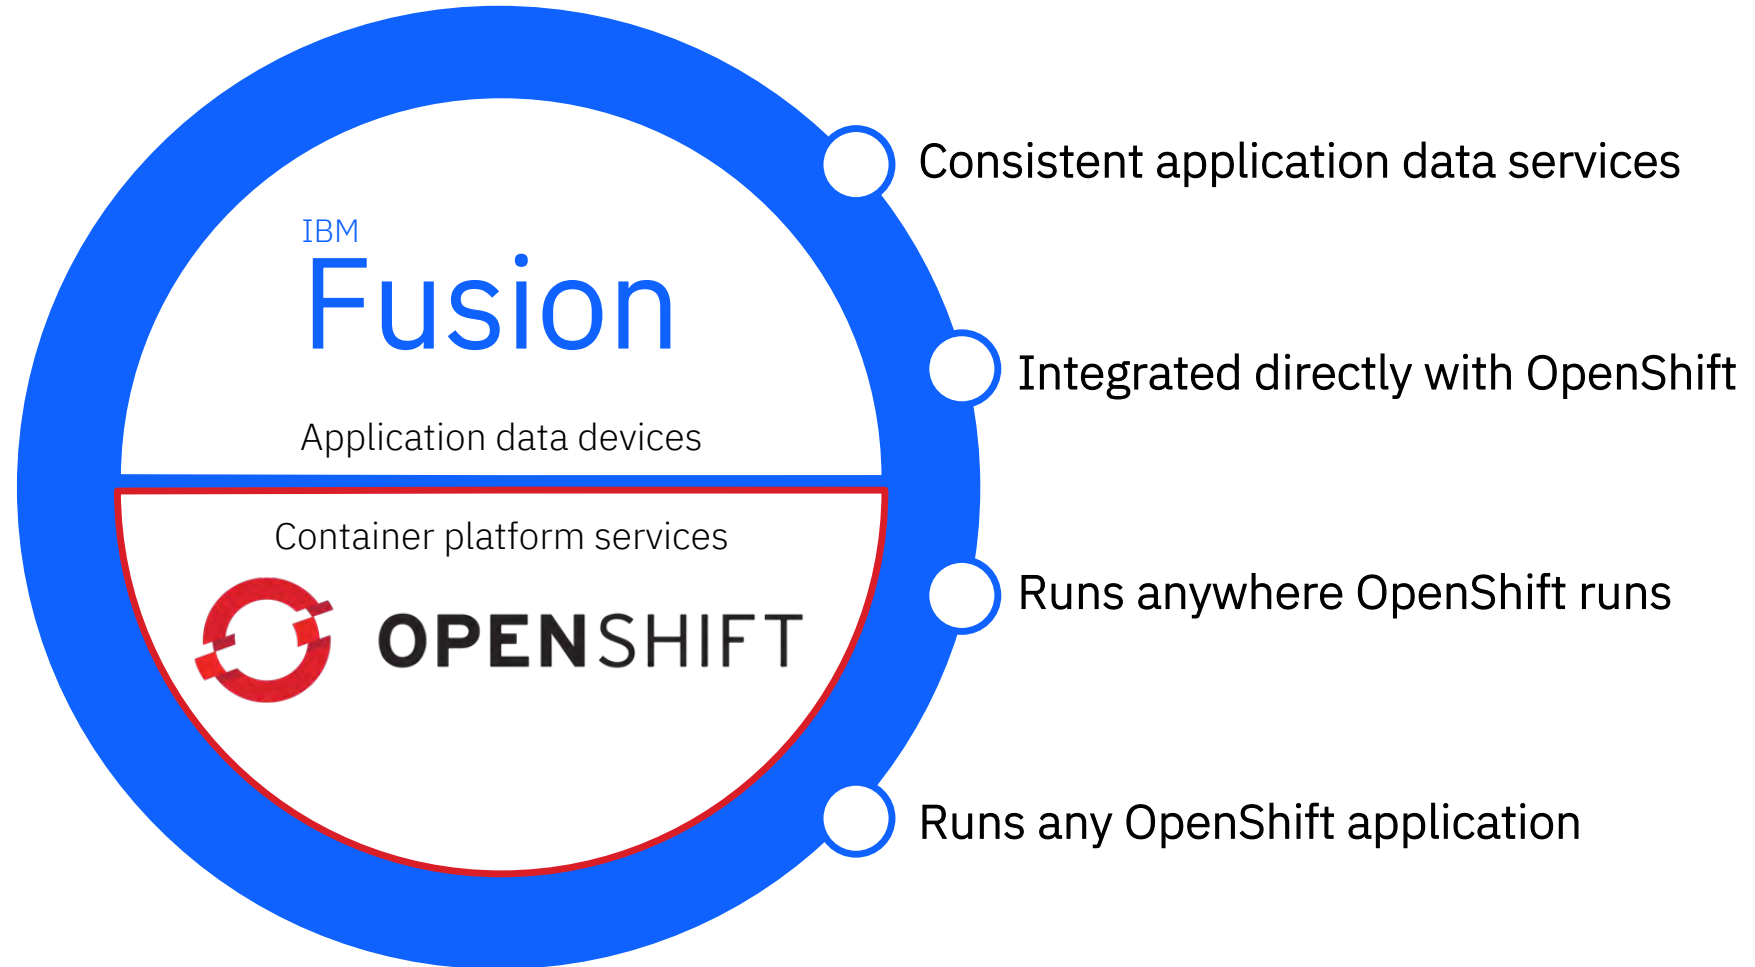 IBM
Fusion
Application data devices
Container platform services
OPENSHIFT
Consistent application data services
Integrated directly with OpenShift
Runs anywhere OpenShift runs
Runs any OpenShift application